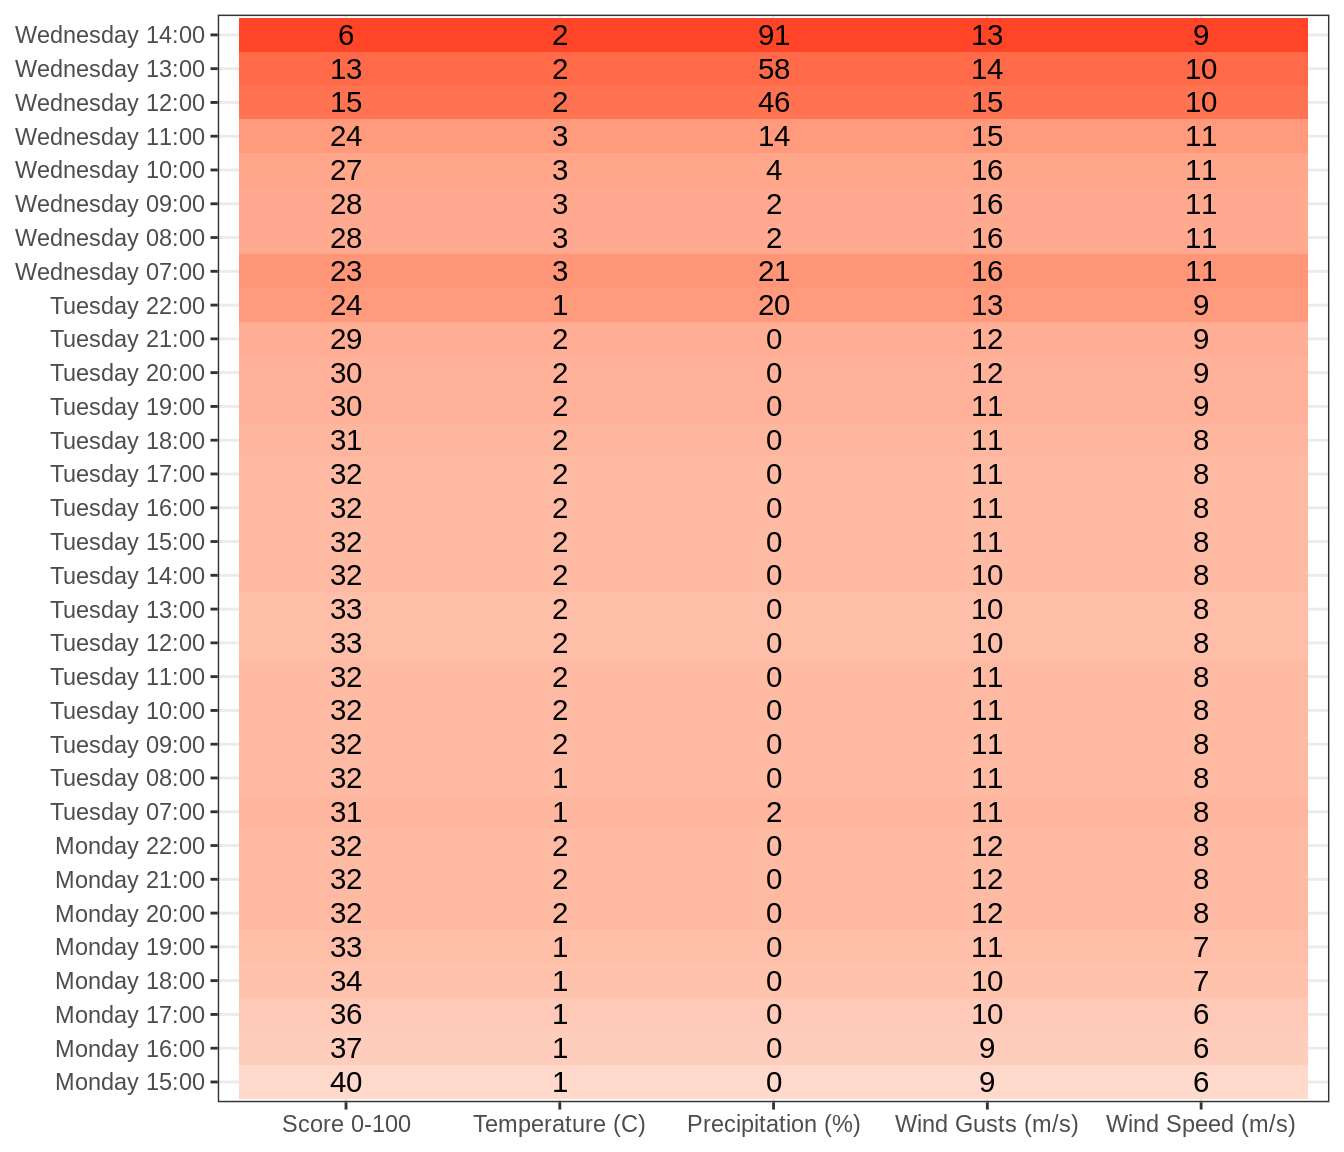 Wednesday 14:00 6 2 91 13 9
Wednesday 13:00 13 2 58 14 10
Wednesday 12:00 15 2 46 15 10
Wednesday 11:00 24 3 14 15 11
Wednesday 10:00 27 3 4 16 11
Wednesday 09:00 28 3 2 16 11
Wednesday 08:00 28 3 2 16 11
Wednesday 07:00 23 3 21 16 11
Tuesday 22:00 24 1 20 13 9
Tuesday 21:00 29 2 0 12 9
Tuesday 20:00 30 2 0 12 9
Tuesday 19:00 30 2 0 11 9
Tuesday 18:00 31 2 0 11 8
Tuesday 17:00 32 2 0 11 8
Tuesday 16:00 32 2 0 11 8
Tuesday 15:00 32 2 0 11 8
Tuesday 14:00 32 2 0 10 8
Tuesday 13:00 33 2 0 10 8
Tuesday 12:00 33 2 0 10 8
Tuesday 11:00 32 2 0 11 8
Tuesday 10:00 32 2 0 11 8
Tuesday 09:00 32 2 0 11 8
Tuesday 08:00 32 1 0 11 8
Tuesday 07:00 31 1 2 11 8
Monday 22:00 32 2 0 12 8
Monday 21:00 32 2 0 12 8
Monday 20:00 32 2 0 12 8
Monday 19:00 33 1 0 11 7
Monday 18:00 34 1 0 10 7
Monday 17:00 36 1 0 10 6
Monday 16:00 37 1 0 9 6
Monday 15:00 40 1 0 9 6
Score 0-100 Temperature (C) Precipitation (%) Wind Gusts (m/s) Wind Speed (m/s)